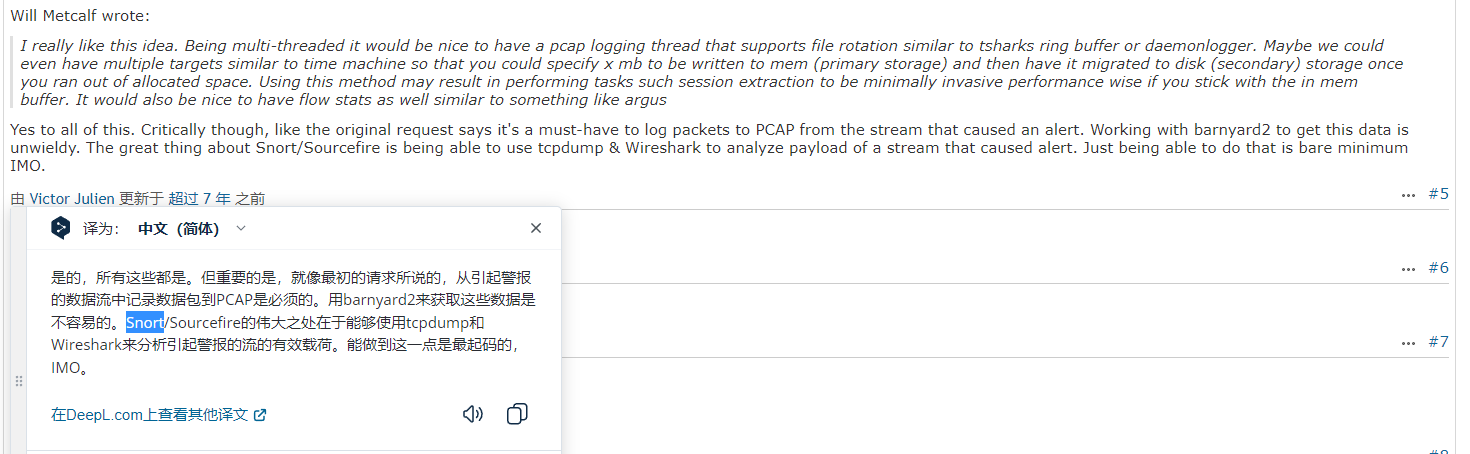 Will Metcalf wrote:
I really like this idea. Being multi-threaded it would be nice to have a pcap logging thread that supports file rotation similar to tsharks ring buffer or daemonlogger. Maybe we could
even have multiple targets similar to time machine so that you could specify x mb to be written to mem (primary storage) and then have it migrated to disk (secondary) storage once
you ran out of allocated space. Using this method may result in performing tasks such session extraction to be minimally invasive performance wise if you stick with the in mem
buffer. It would also be nice to have flow stats as well similar to something like argus
Yes to all of this. Critically though, like the original request says it's a must-have to log packets to PCAP from the stream that caused an alert. Working with barnyard2 to get this data is
unwieldy. The great thing about Snort/Sourcefire is being able to use tcpdump & Wireshark to analyze payload of a stream that caused alert. Just being able to do that is bare minimum
IMO.
由 Victor Julien 更新于 超过 7 年 之前
#5
译为: 中文 (简体)
是的，所有这些都是。但重要的是，就像最初的请求所说的，从引起警报
的数据流中记录数据包到PCAP是必须的。用barnyard2来获取这些数据是
不容易的。Snort/Sourcefire的伟大之处在于能够使用tcpdump和
Wireshark来分析引起警报的流的有效载荷。能做到这一点是最起码的，
IMO。
在DeepL.com上查看其他译文
#6
#7